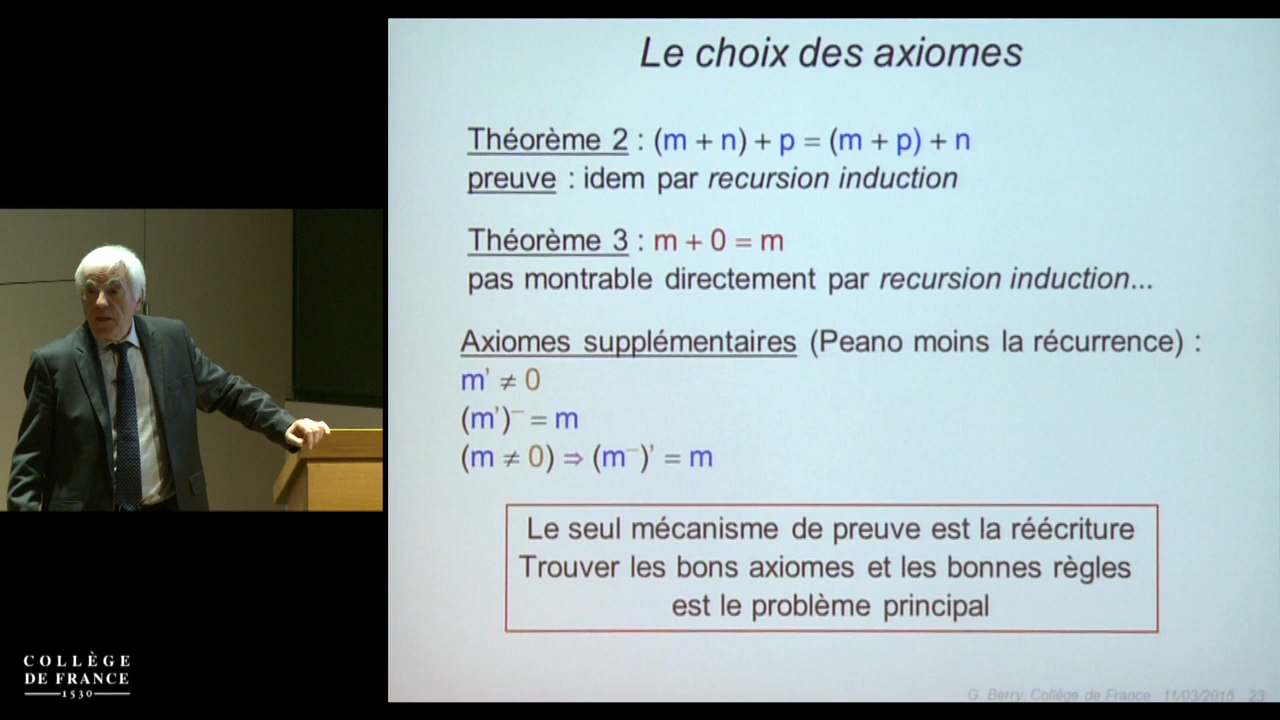 Le choix des axiomes
Théorème 2 : (m + n) + p = (m + p) + n
preuve : idem par recursion induction
Théorème 3 : m + 0 = m
pas montrable directement par recursion induction...
Axiomes supplémentaires (Peano moins la récurrence) :
m' ≠ 0
(m')⁻ = m
(m ≠ 0) ⇒ (m⁻)' = m
Le seul mécanisme de preuve est la réécriture
Trouver les bons axiomes et les bonnes règles
est le problème principal
G. Berry, Collège de France 11/03/2015 23
COLLÈGE
DE FRANCE
1530